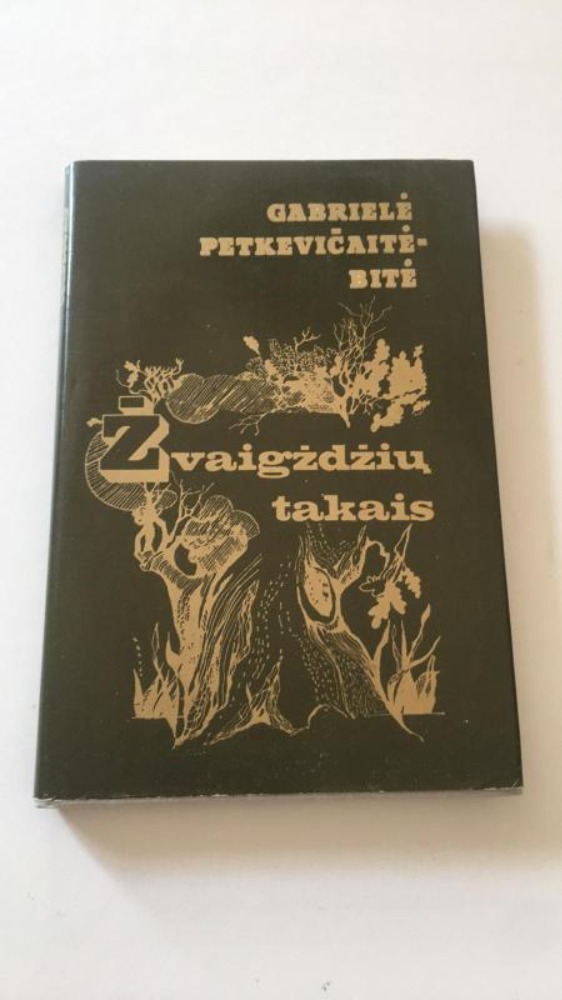 GABRIELĖ
PETKEVIČAITĖ-
BITĖ
Žvaigždžių
takais